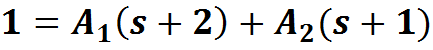 1 = A₁(s + 2) + A₂(s + 1)